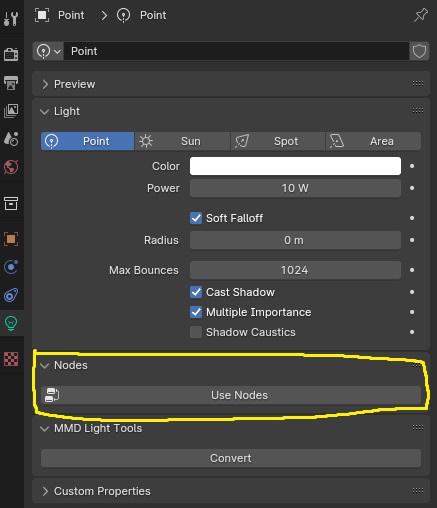 Point > Point
Point
Preview
Light
Point Sun Spot Area
Color
Power 10 W
Soft Falloff
Radius 0 m
Max Bounces 1024
Cast Shadow
Multiple Importance
Shadow Caustics
Nodes
Use Nodes
MMD Light Tools
Convert
Custom Properties